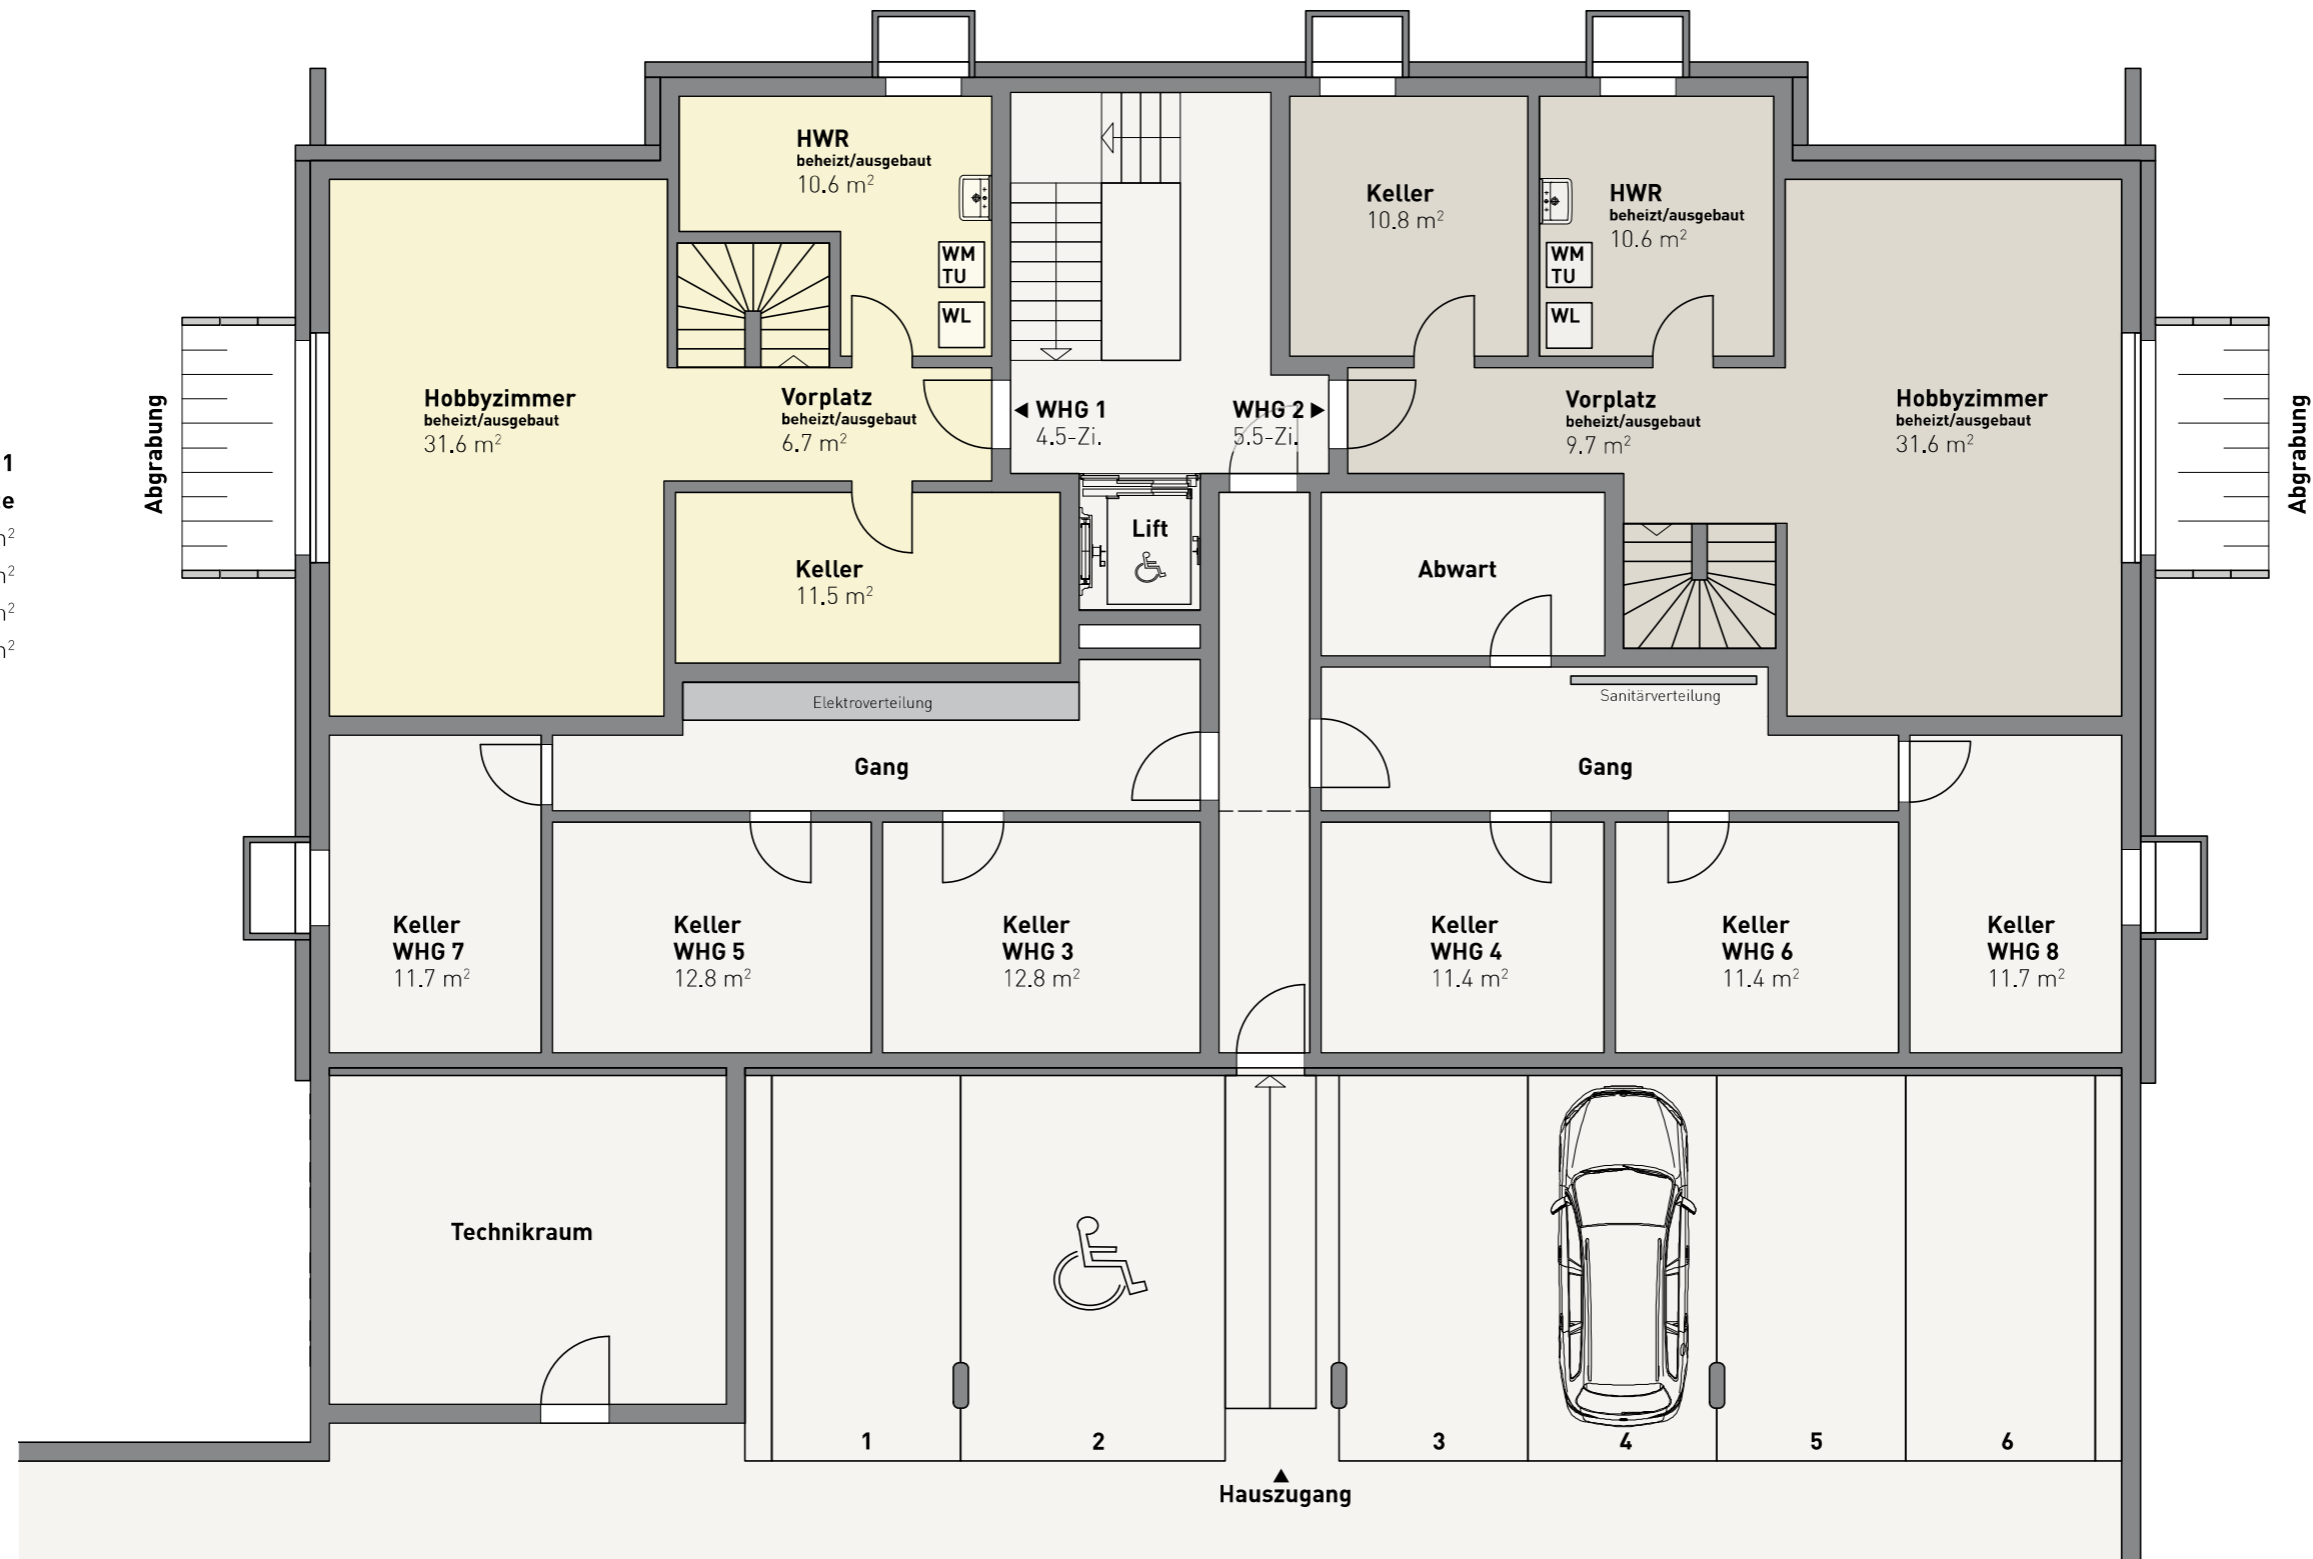 HWR
beheizt/ausgebaut
10.6 m²
WM
TU
WL
Keller
10.8 m²
HWR
beheizt/ausgebaut
10.6 m²
WM
TU
WL
Abgrabung
Hobbyzimmer
beheizt/ausgebaut
31.6 m²
Vorplatz
beheizt/ausgebaut
6.7 m²
WHG 1
4.5-Zi.
WHG 2
5.5-Zi.
Vorplatz
beheizt/ausgebaut
9.7 m²
Hobbyzimmer
beheizt/ausgebaut
31.6 m²
Abgrabung
1
e
m²
m²
m²
m²
Keller
11.5 m²
Lift
Abwart
Elektroverteilung
Sanitärverteilung
Gang
Gang
Keller
WHG 7
11.7 m²
Keller
WHG 5
12.8 m²
Keller
WHG 3
12.8 m²
Keller
WHG 4
11.4 m²
Keller
WHG 6
11.4 m²
Keller
WHG 8
11.7 m²
Technikraum
1
2
3
4
5
6
Hauszugang